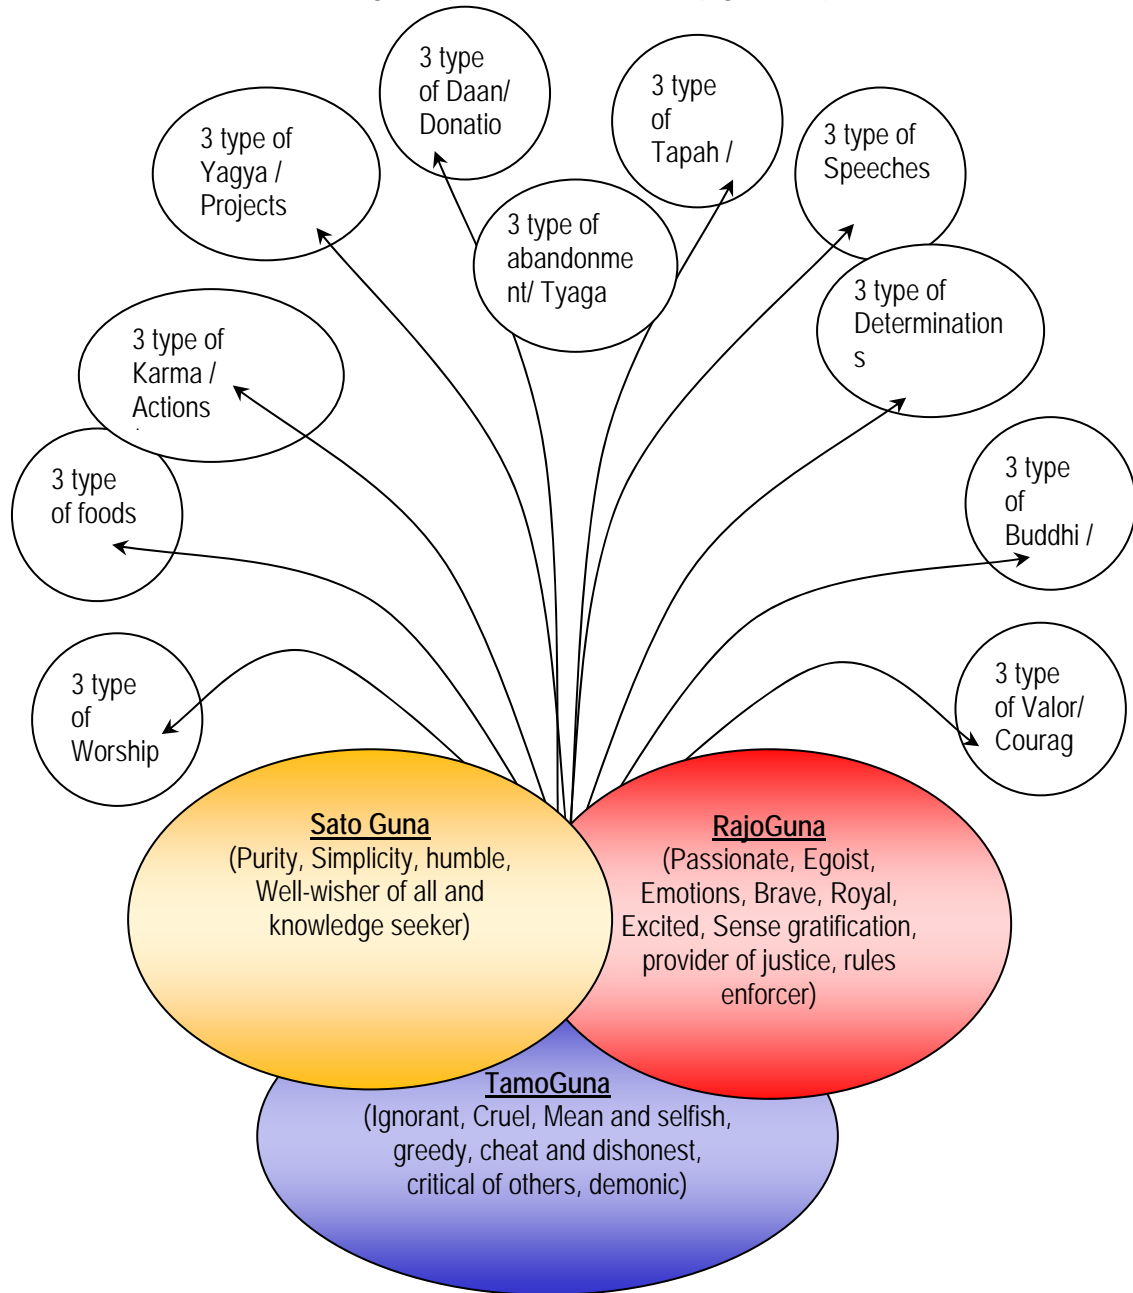 3 type
of Daan/
Donatio
3 type
of
Tapah /
3 type of
Speeches
3 type of
Yagya /
Projects
3 type of
abandonme
nt/ Tyaga
3 type of
Determination
s
3 type of
Karma /
Actions
3 type
of foods
3 type
of
Buddhi /
3 type
of
Worship
3 type
of Valor/
Courag
Sato Guna
(Purity, Simplicity, humble,
Well-wisher of all and
knowledge seeker)
RajoGuna
(Passionate, Egoist,
Emotions, Brave, Royal,
Excited, Sense gratification,
provider of justice, rules
enforcer)
TamoGuna
(Ignorant, Cruel, Mean and selfish,
greedy, cheat and dishonest,
critical of others, demonic)